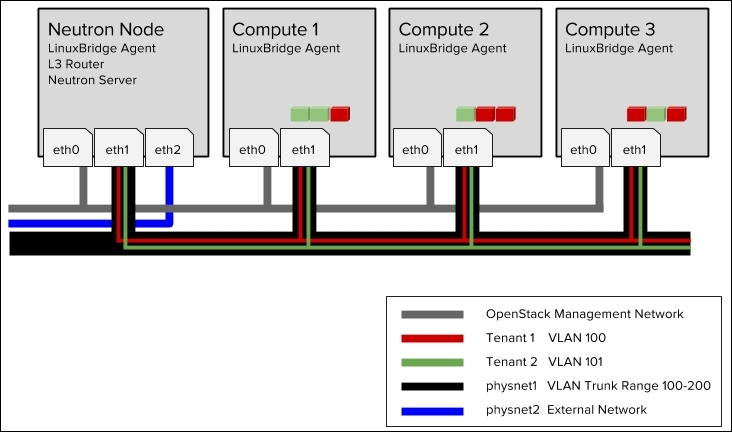 Neutron Node
LinuxBridge Agent
L3 Router
Neutron Server
eth0
eth1
eth2
Compute 1
LinuxBridge Agent
eth0
eth1
Compute 2
LinuxBridge Agent
eth0
eth1
Compute 3
LinuxBridge Agent
eth0
eth1
OpenStack Management Network
Tenant 1 VLAN 100
Tenant 2 VLAN 101
physnet1 VLAN Trunk Range 100-200
physnet2 External Network